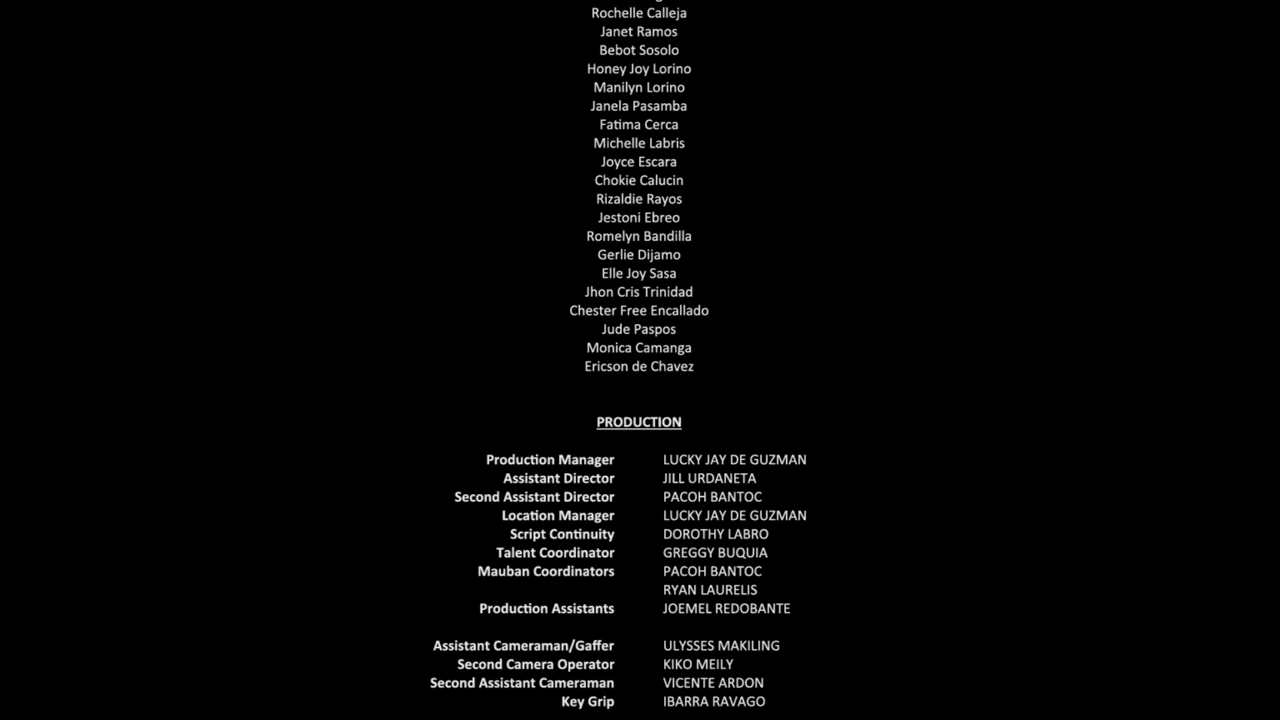 Rochelle Calleja
Janet Ramos
Bebot Sosolo
Honey Joy Lorino
Manilyn Lorino
Janela Pasamba
Fatima Cerca
Michelle Labris
Joyce Escara
Chokie Calucin
Rizaldie Rayos
Jestoni Ebreo
Romelyn Bandilla
Gerlie Dijamo
Elle Joy Sasa
Jhon Cris Trinidad
Chester Free Encallado
Jude Paspos
Monica Camanga
Ericson de Chavez
PRODUCTION
Production Manager LUCKY JAY DE GUZMAN
Assistant Director JILL URDANETA
Second Assistant Director PACOH BANTOC
Location Manager LUCKY JAY DE GUZMAN
Script Continuity DOROTHY LABRO
Talent Coordinator GREGGY BUQUIA
Mauban Coordinators PACOH BANTOC
RYAN LAURELIS
Production Assistants JOEMEL REDOBANTE
Assistant Cameraman/Gaffer ULYSSES MAKILING
Second Camera Operator KIKO MEILY
Second Assistant Cameraman VICENTE ARDON
Key Grip IBARRA RAVAGO